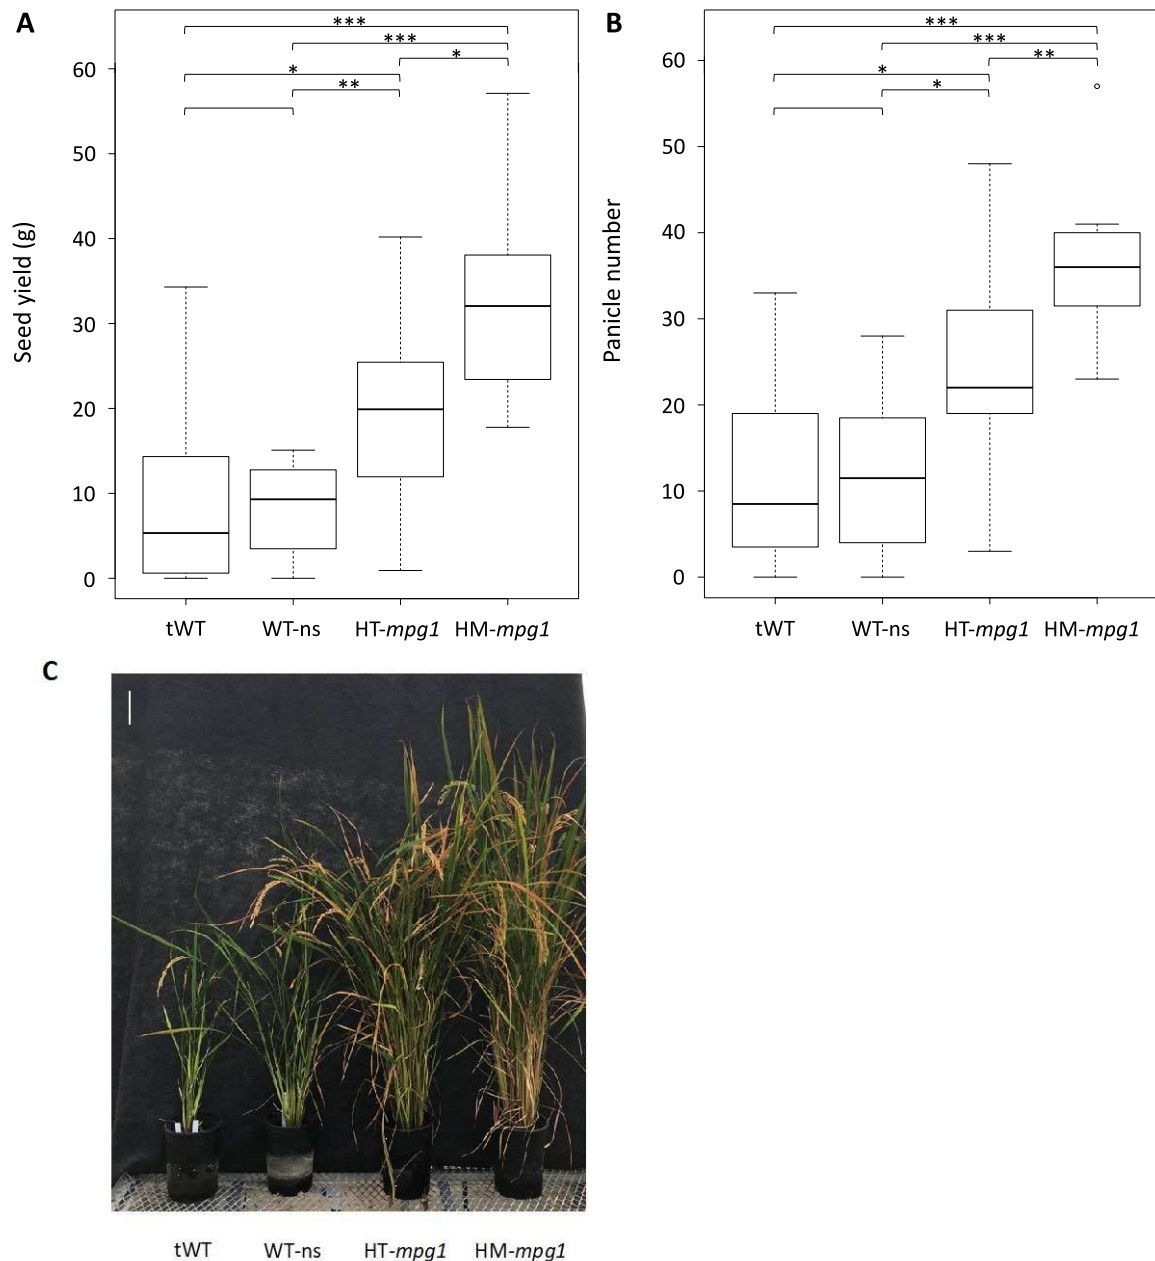 A
***
***
*
*
**
Seed yield (g)
60
50
40
30
20
10
0
tWT
WT-ns
HT-mpg1
HM-mpg1
B
***
***
**
*
*
Panicle number
60
50
40
30
20
10
0
tWT
WT-ns
HT-mpg1
HM-mpg1
C
tWT
WT-ns
HT-mpg1
HM-mpg1